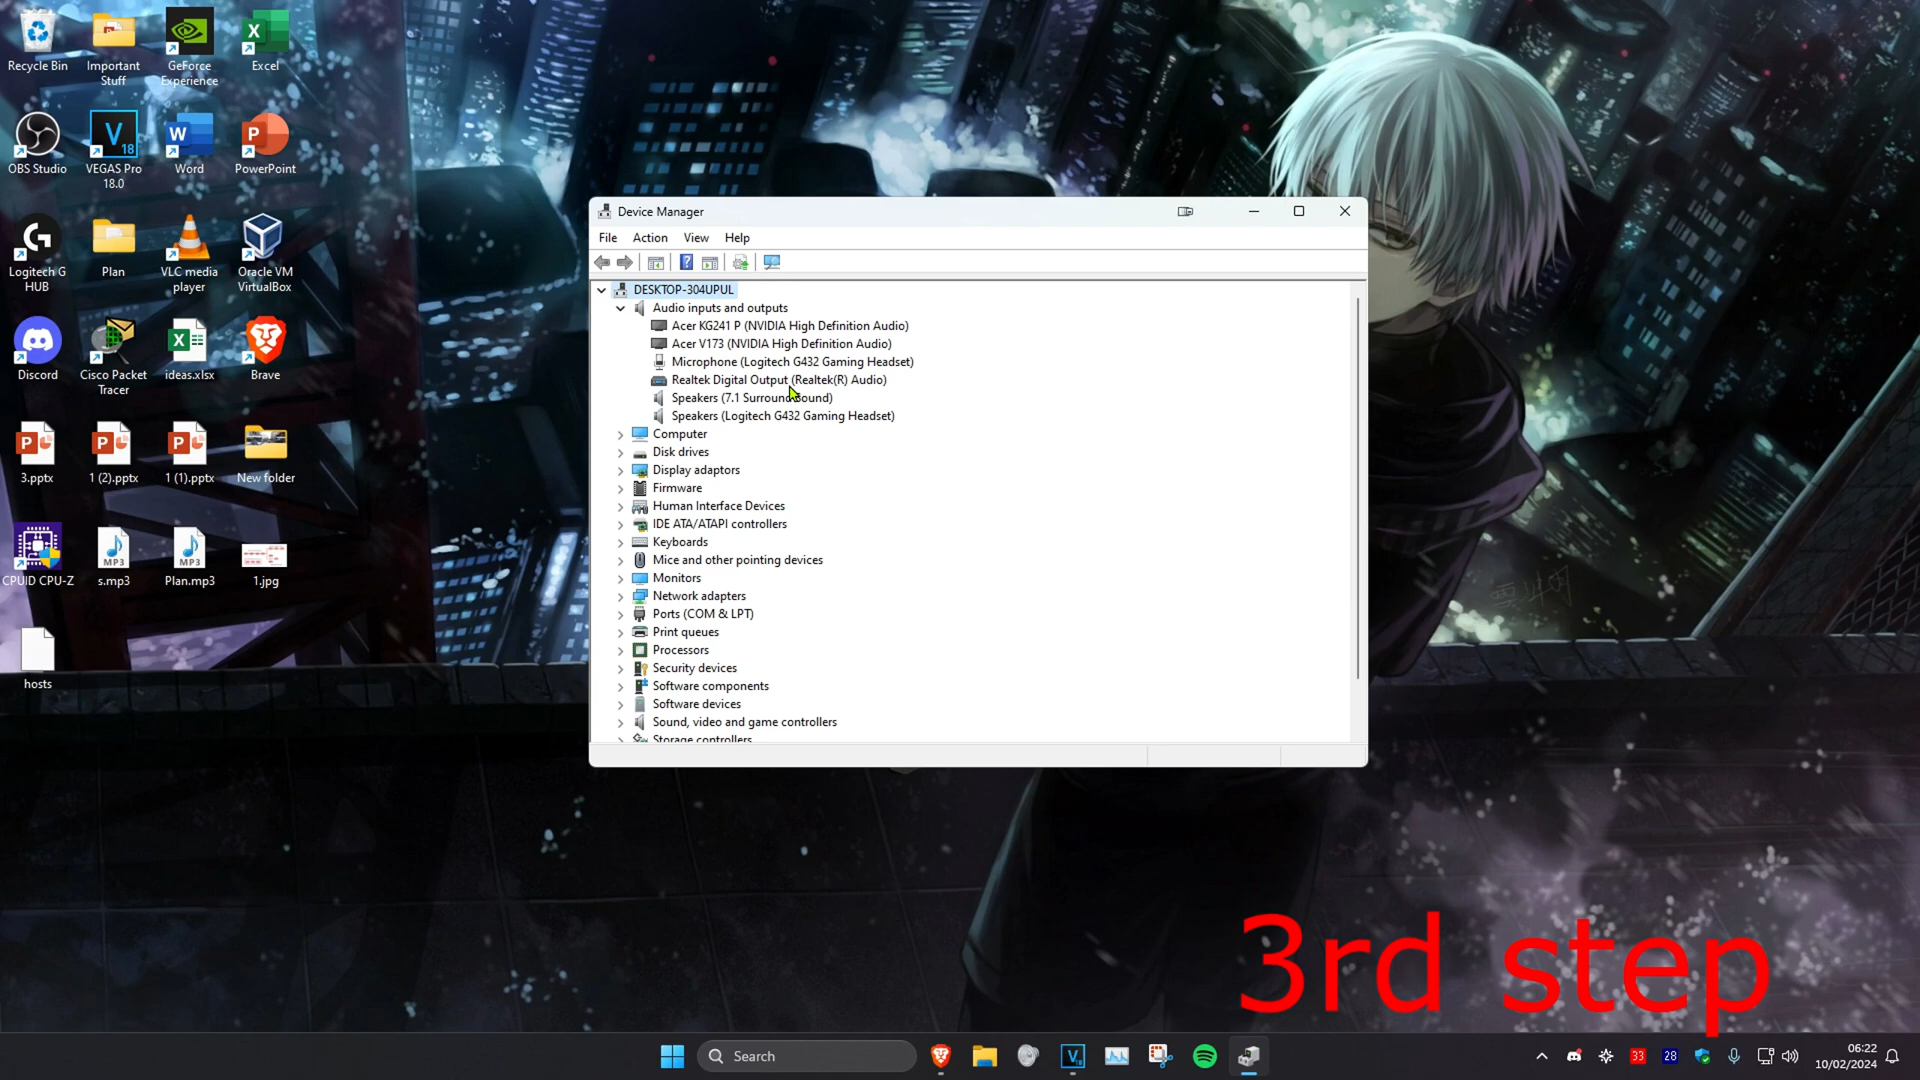 Recycle Bin
Important
Stuff
GeForce
Experience
Excel
OBS Studio
VEGAS Pro
18.0
Word
PowerPoint
Logitech G
HUB
Plan
VLC media
player
Oracle VM
VirtualBox
Discord
Cisco Packet
Tracer
ideas.xlsx
Brave
3.pptx
1 (2).pptx
1 (1).pptx
New folder
CPUID CPU-Z
s.mp3
Plan.mp3
1.jpg
hosts
Device Manager
File Action View Help
DESKTOP-304UPUL
Audio inputs and outputs
Acer KG241 P (NVIDIA High Definition Audio)
Acer V173 (NVIDIA High Definition Audio)
Microphone (Logitech G432 Gaming Headset)
Realtek Digital Output (Realtek(R) Audio)
Speakers (7.1 Surround Sound)
Speakers (Logitech G432 Gaming Headset)
Computer
Disk drives
Display adaptors
Firmware
Human Interface Devices
IDE ATA/ATAPI controllers
Keyboards
Mice and other pointing devices
Monitors
Network adapters
Ports (COM & LPT)
Print queues
Processors
Security devices
Software components
Software devices
Sound, video and game controllers
Storage controllers
3rd step
Search
33
28
06:22
10/02/2024